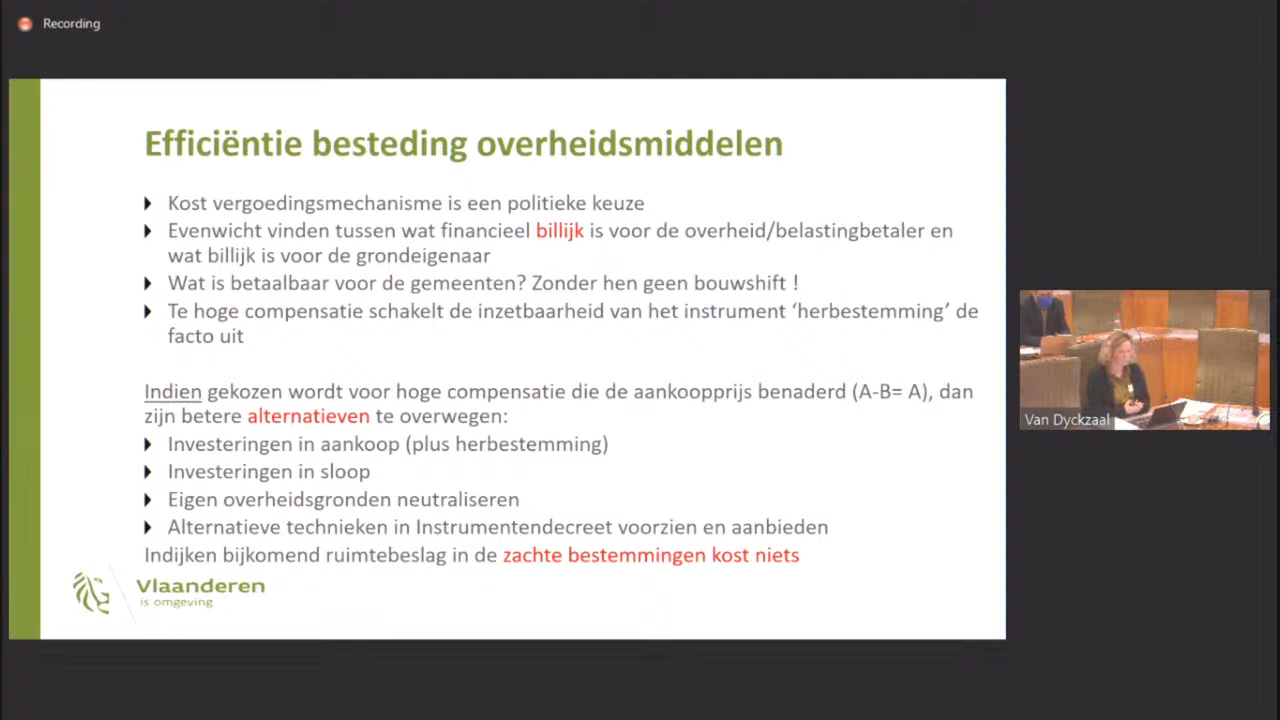 Recording
Efficiëntie besteding overheidsmiddelen
Kost vergoedingsmechanisme is een politieke keuze
Evenwicht vinden tussen wat financieel billijk is voor de overheid/belastingbetaler en
wat billijk is voor de grondeigenaar
Wat is betaalbaar voor de gemeenten? Zonder hen geen bouwshift !
Te hoge compensatie schakelt de inzetbaarheid van het instrument ‘herbestemming’ de
facto uit
Indien gekozen wordt voor hoge compensatie die de aankoopprijs benaderd (A-B= A), dan
zijn betere alternatieven te overwegen:
Investeringen in aankoop (plus herbestemming)
Investeringen in sloop
Eigen overheidsgronden neutraliseren
Alternatieve technieken in Instrumentendecreet voorzien en aanbieden
Indijken bijkomend ruimtebeslag in de zachte bestemmingen kost niets
Vlaanderen
is omgeving
Van Dyckzaal